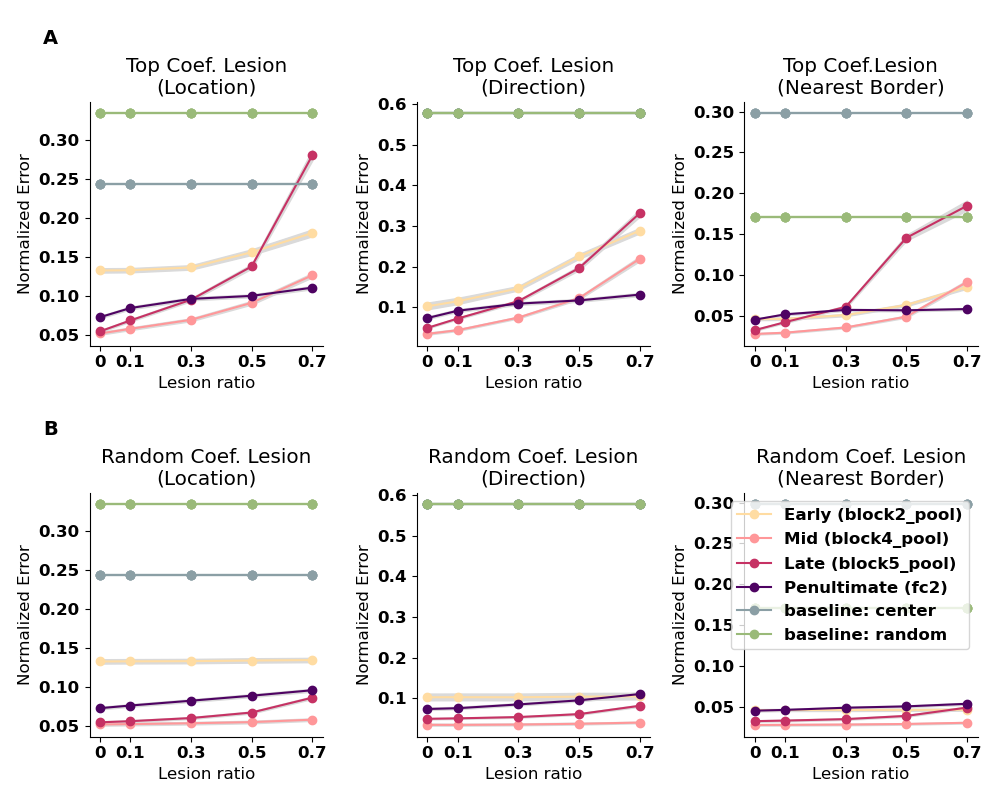 A
Top Coef. Lesion
(Location)
Top Coef. Lesion
(Direction)
Top Coef.Lesion
(Nearest Border)
Normalized Error
0.30
0.25
0.20
0.15
0.10
0.05
0 0.1 0.3 0.5 0.7
Lesion ratio
Normalized Error
0.6
0.5
0.4
0.3
0.2
0.1
0 0.1 0.3 0.5 0.7
Lesion ratio
Normalized Error
0.30
0.25
0.20
0.15
0.10
0.05
0 0.1 0.3 0.5 0.7
Lesion ratio
B
Random Coef. Lesion
(Location)
Random Coef. Lesion
(Direction)
Random Coef. Lesion
(Nearest Border)
Normalized Error
0.30
0.25
0.20
0.15
0.10
0.05
0 0.1 0.3 0.5 0.7
Lesion ratio
Normalized Error
0.6
0.5
0.4
0.3
0.2
0.1
0 0.1 0.3 0.5 0.7
Lesion ratio
Normalized Error
0.30
0.25
0.20
0.15
0.10
0.05
Early (block2_pool)
Mid (block4_pool)
Late (block5_pool)
Penultimate (fc2)
baseline: center
baseline: random
0 0.1 0.3 0.5 0.7
Lesion ratio